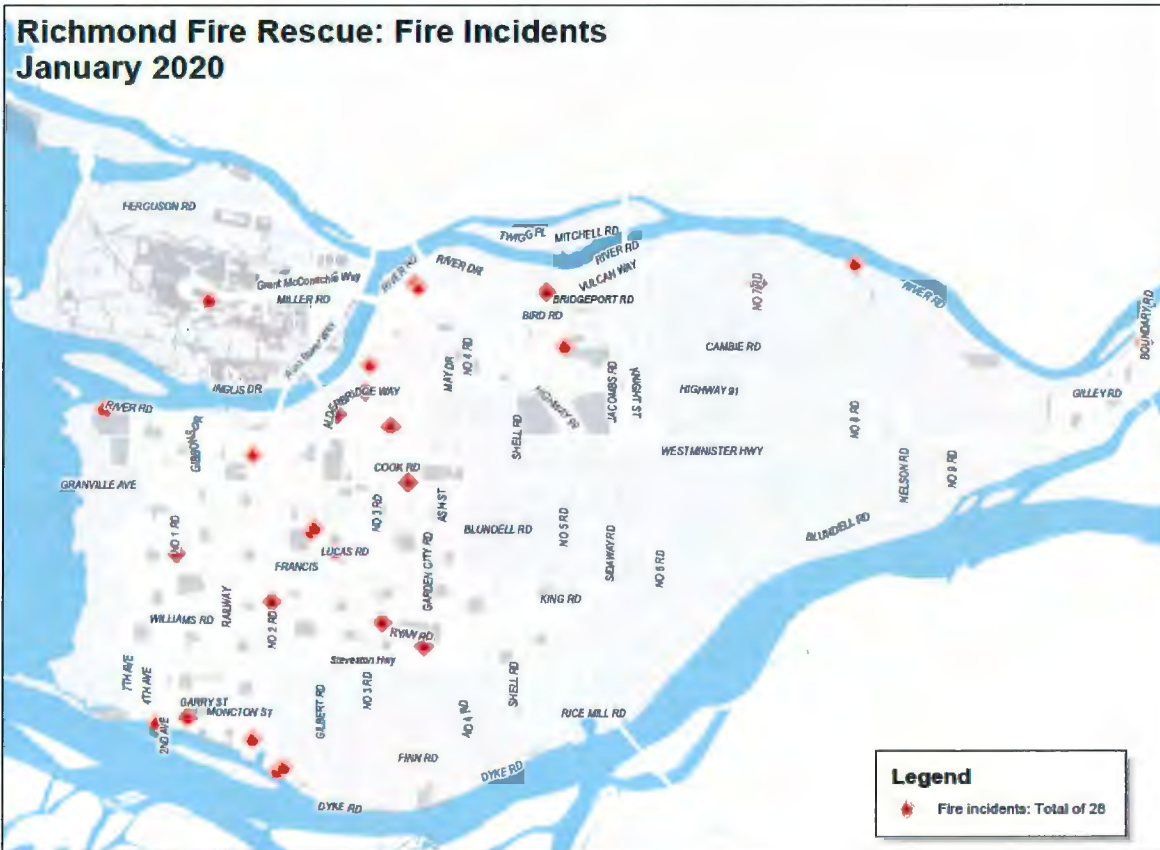 Richmond Fire Rescue: Fire Incidents
January 2020
FERGUSON RD
TWIGG PL
MITCHELL RD
RIVER RD
RIVER DR
RIVER RD
VULCAN WAY
Grant McConachie Way
MILLER RD
BRIDGEPORT RD
BIRD RD
NO 7 RD
RIVER RD
BOUNDARY RD
CAMBIE RD
MAY DR
NO 4 RD
INGLIS DR
ALDERBRIDGE WAY
HIGHWAY 91
JACOBS RD
KNIGHT ST
HIGHWAY 91
GILLEY RD
RIVER RD
GIBBONS DR
SHELL RD
NO 8 RD
WESTMINISTER HWY
NELSON RD
NO 9 RD
COOK RD
GRANVILLE AVE
NO 3 RD
ASH ST
NO 1 RD
BLUNDELL RD
NO 5 RD
BLUNDELL RD
LUCAS RD
FRANCIS
GARDEN CITY RD
SIDAWAY RD
NO 6 RD
KING RD
RAILWAY
WILLIAMS RD
NO 2 RD
RYAN RD
Steveston Hwy
7TH AVE
4TH AVE
SHELL RD
NO 3 RD
GILBERT RD
GARRY ST
MONCTON ST
2ND AVE
NO 4 RD
RICE MILL RD
FINN RD
DYKE RD
DYKE RD
Legend
Fire incidents: Total of 28